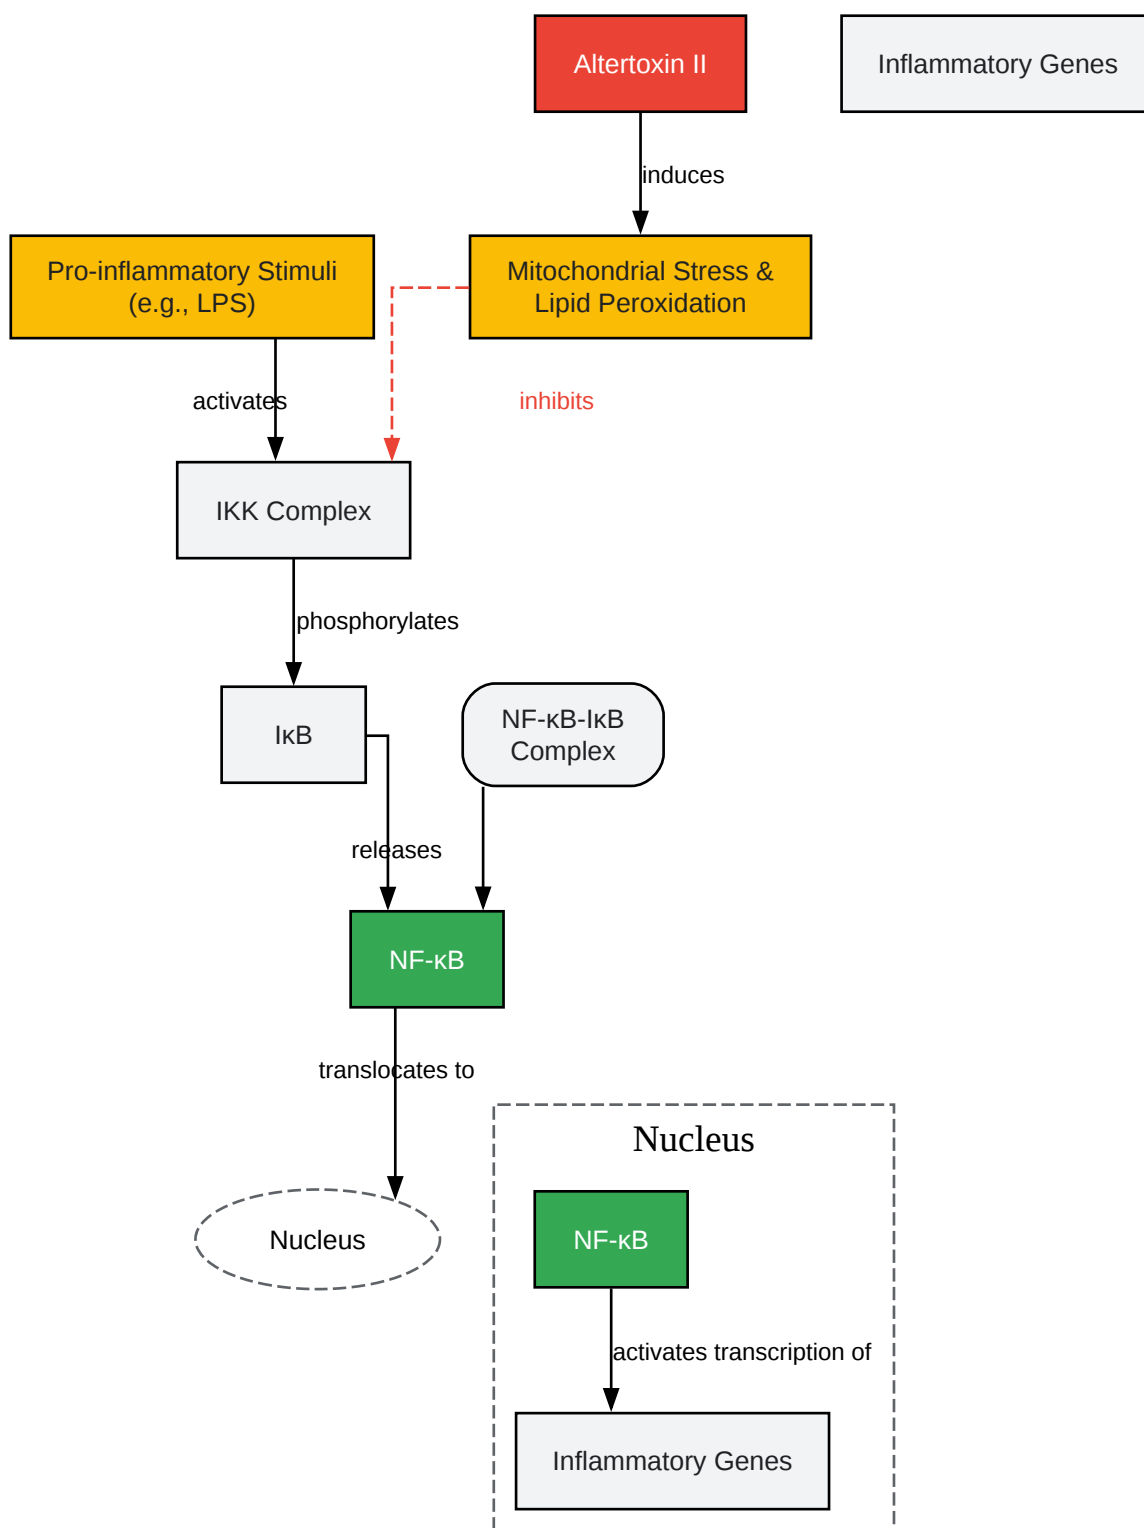 Altertoxin II
Inflammatory Genes
induces
Pro-inflammatory Stimuli
(e.g., LPS)
Mitochondrial Stress &
Lipid Peroxidation
activates
inhibits
IKK Complex
phosphorylates
IκB
NF-κB-IκB
Complex
releases
NF-κB
translocates to
Nucleus
Nucleus
NF-κB
activates transcription of
Inflammatory Genes